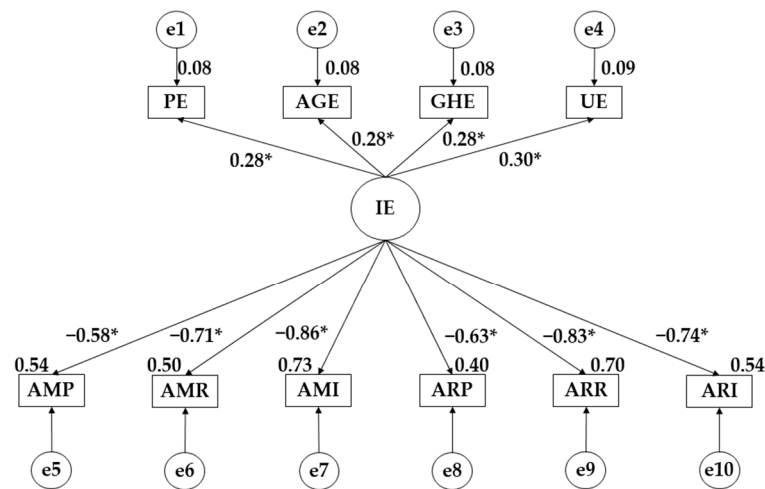 e1 e2 e3 e4
0.08 0.08 0.08 0.09
PE AGE GHE UE
0.28* 0.28* 0.28* 0.30*
IE
−0.58* −0.71* −0.86* −0.63* −0.83* −0.74*
0.54 0.50 0.73 0.40 0.70 0.54
AMP AMR AMI ARP ARR ARI
e5 e6 e7 e8 e9 e10